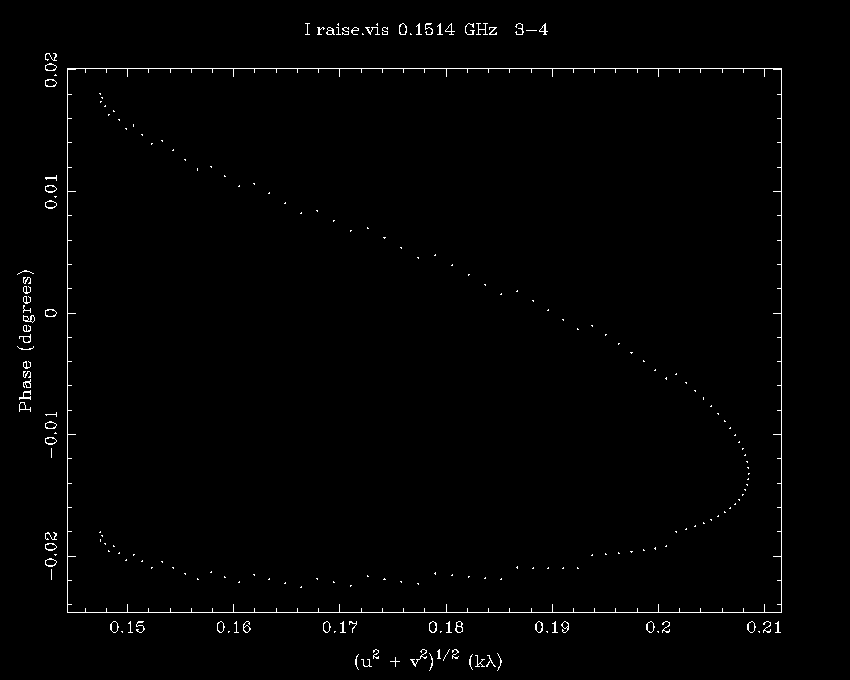 I raise.vis 0.1514 GHz 3−4
0.02
0.01
0
−0.01
−0.02
Phase (degrees)
0.15 0.16 0.17 0.18 0.19 0.2 0.21
(u² + v²)¹/² (kλ)